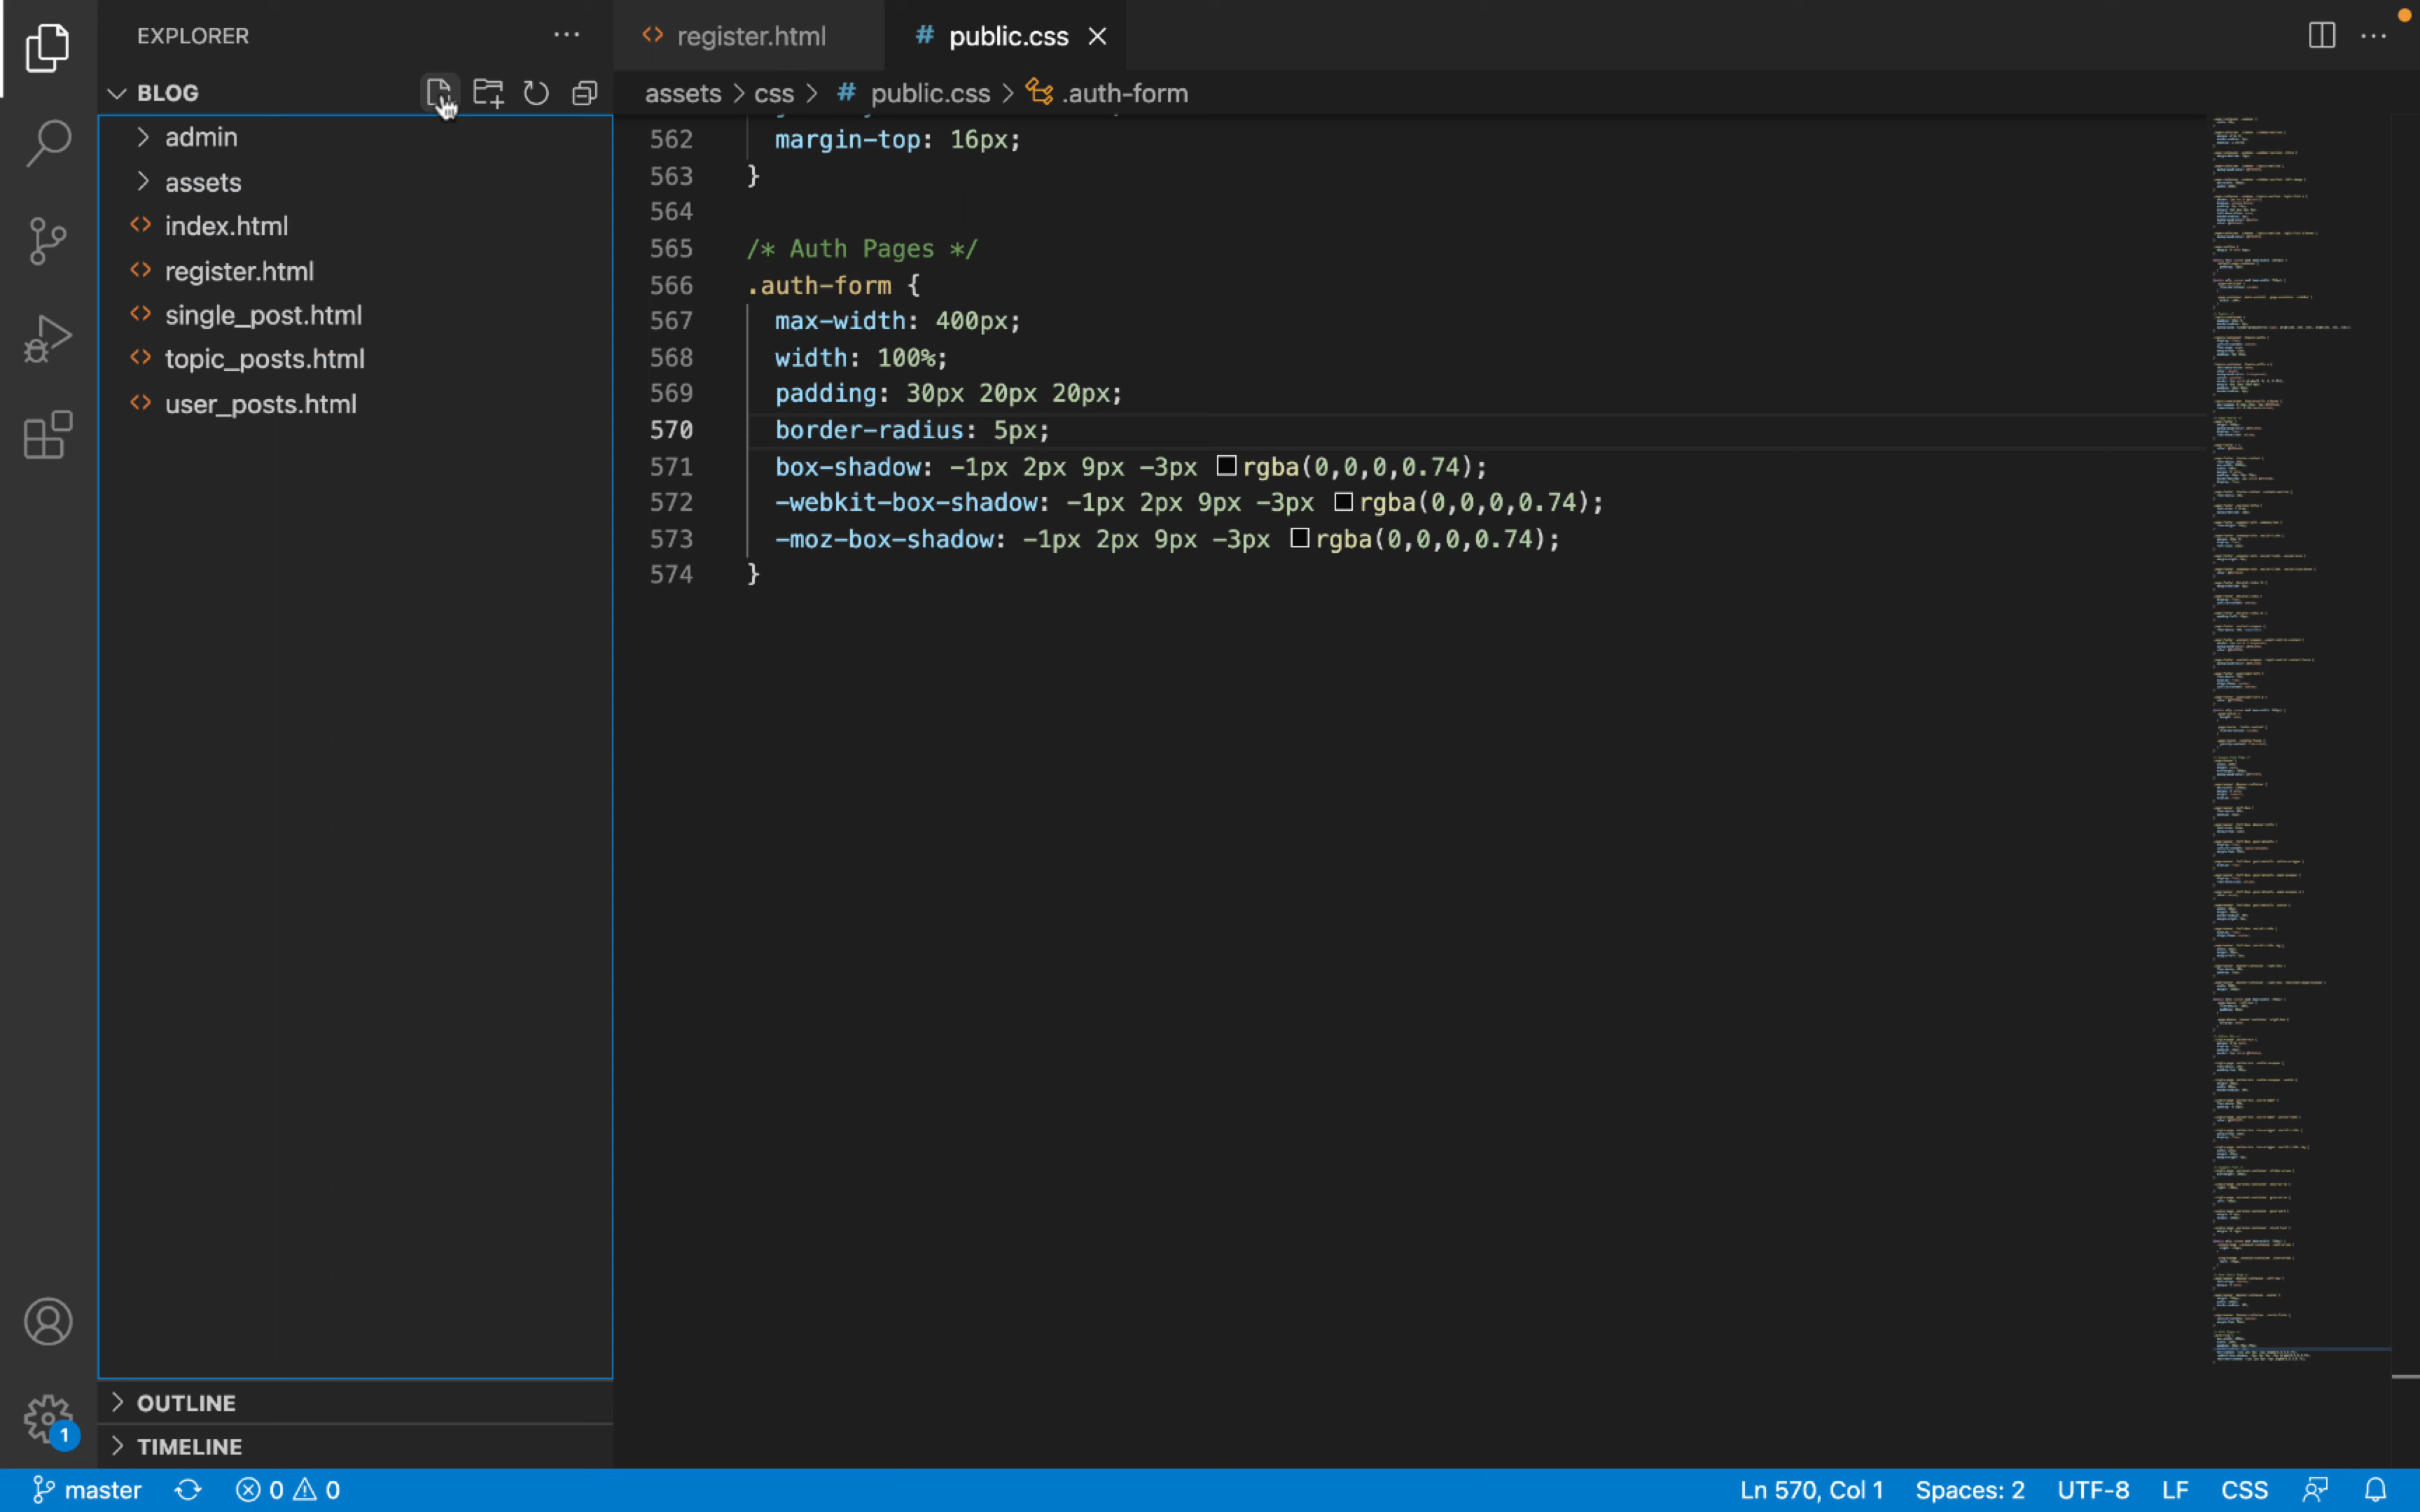 EXPLORER
BLOG
admin
assets
index.html
register.html
single_post.html
topic_posts.html
user_posts.html
OUTLINE
TIMELINE
register.html
# public.css
assets > css > # public.css > .auth-form
562 margin-top: 16px;
563 }
564
565 /* Auth Pages */
566 .auth-form {
567 max-width: 400px;
568 width: 100%;
569 padding: 30px 20px 20px;
570 border-radius: 5px;
571 box-shadow: -1px 2px 9px -3px rgba(0,0,0,0.74);
572 -webkit-box-shadow: -1px 2px 9px -3px rgba(0,0,0,0.74);
573 -moz-box-shadow: -1px 2px 9px -3px rgba(0,0,0,0.74);
574 }
1
master 0 0 Ln 570, Col 1 Spaces: 2 UTF-8 LF CSS